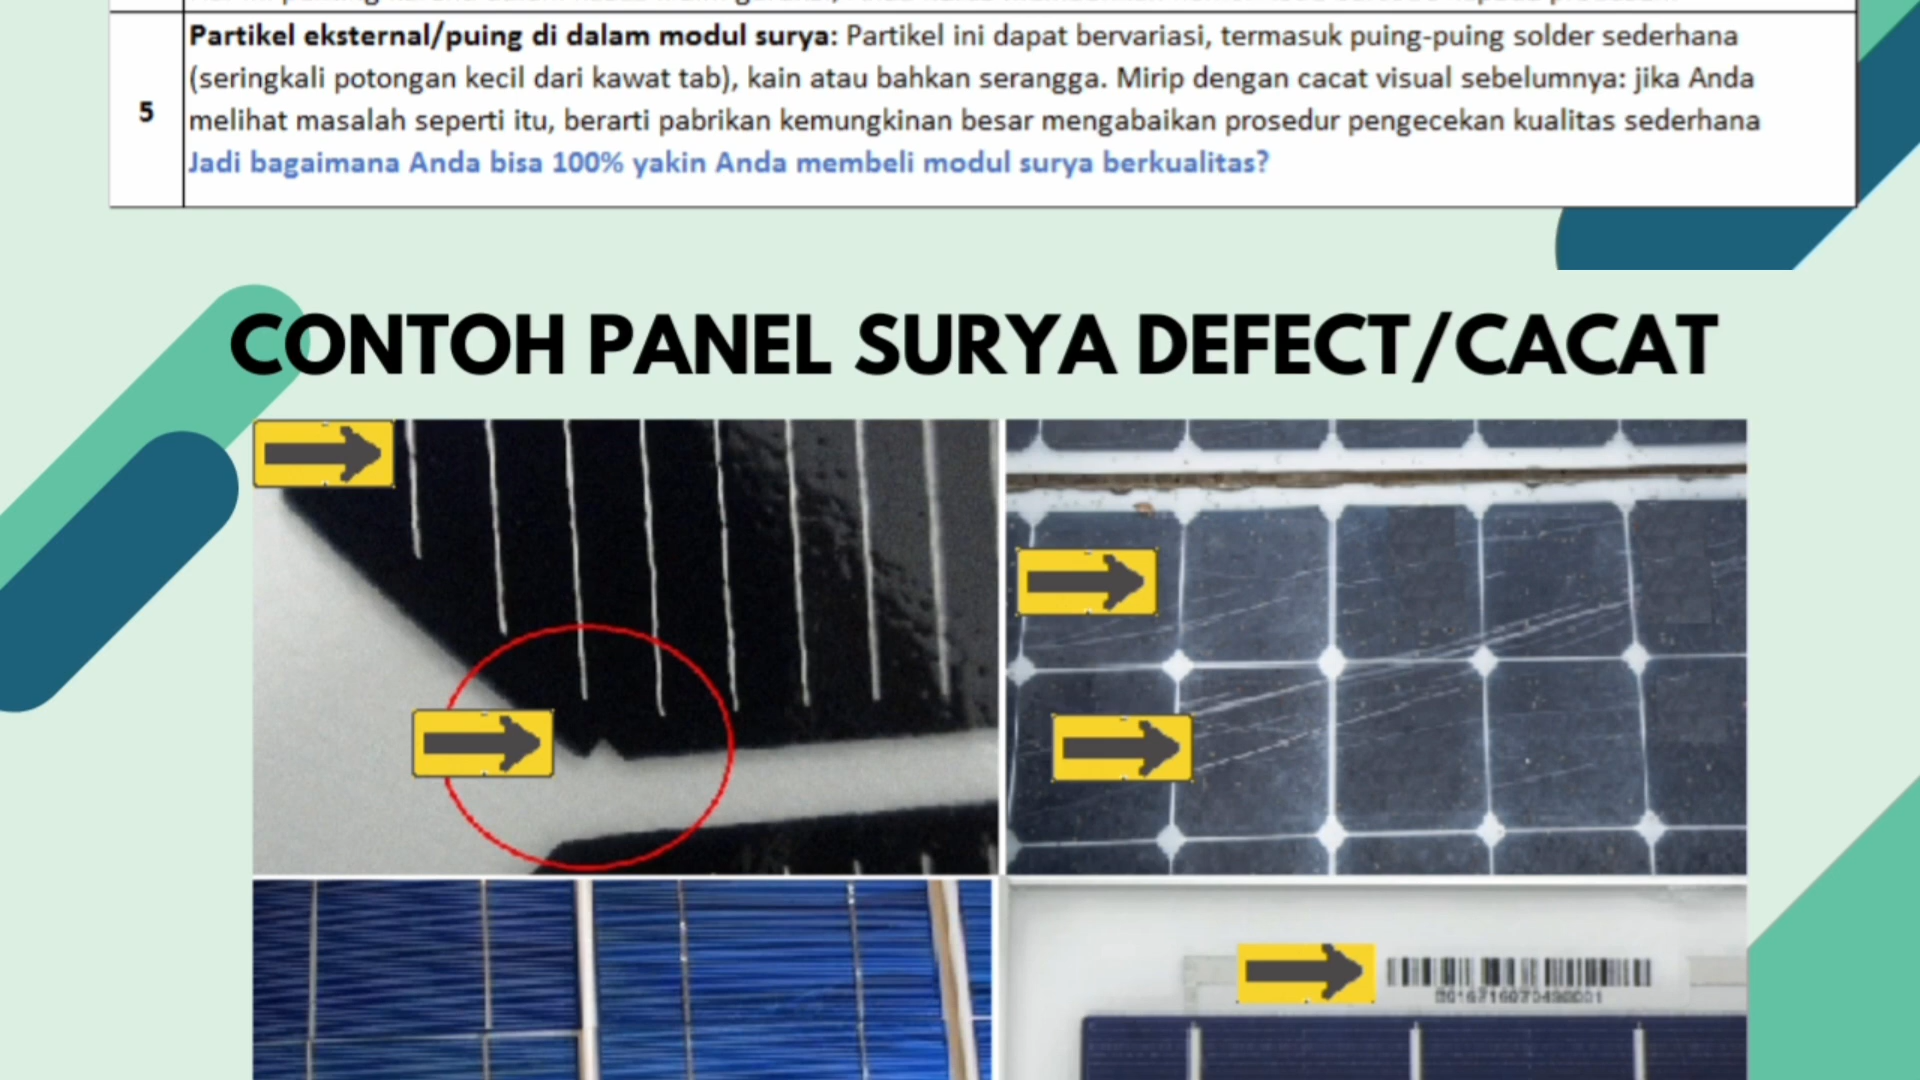 Partikel eksternal/puing di dalam modul surya: Partikel ini dapat bervariasi, termasuk puing-puing solder sederhana
(seringkali potongan kecil dari kawat tab), kain atau bahkan serangga. Mirip dengan cacat visual sebelumnya: jika Anda
5
melihat masalah seperti itu, berarti pabrikan kemungkinan besar mengabaikan prosedur pengecekan kualitas sederhana
Jadi bagaimana Anda bisa 100% yakin Anda membeli modul surya berkualitas?
CONTOH PANEL SURYA DEFECT/CACAT